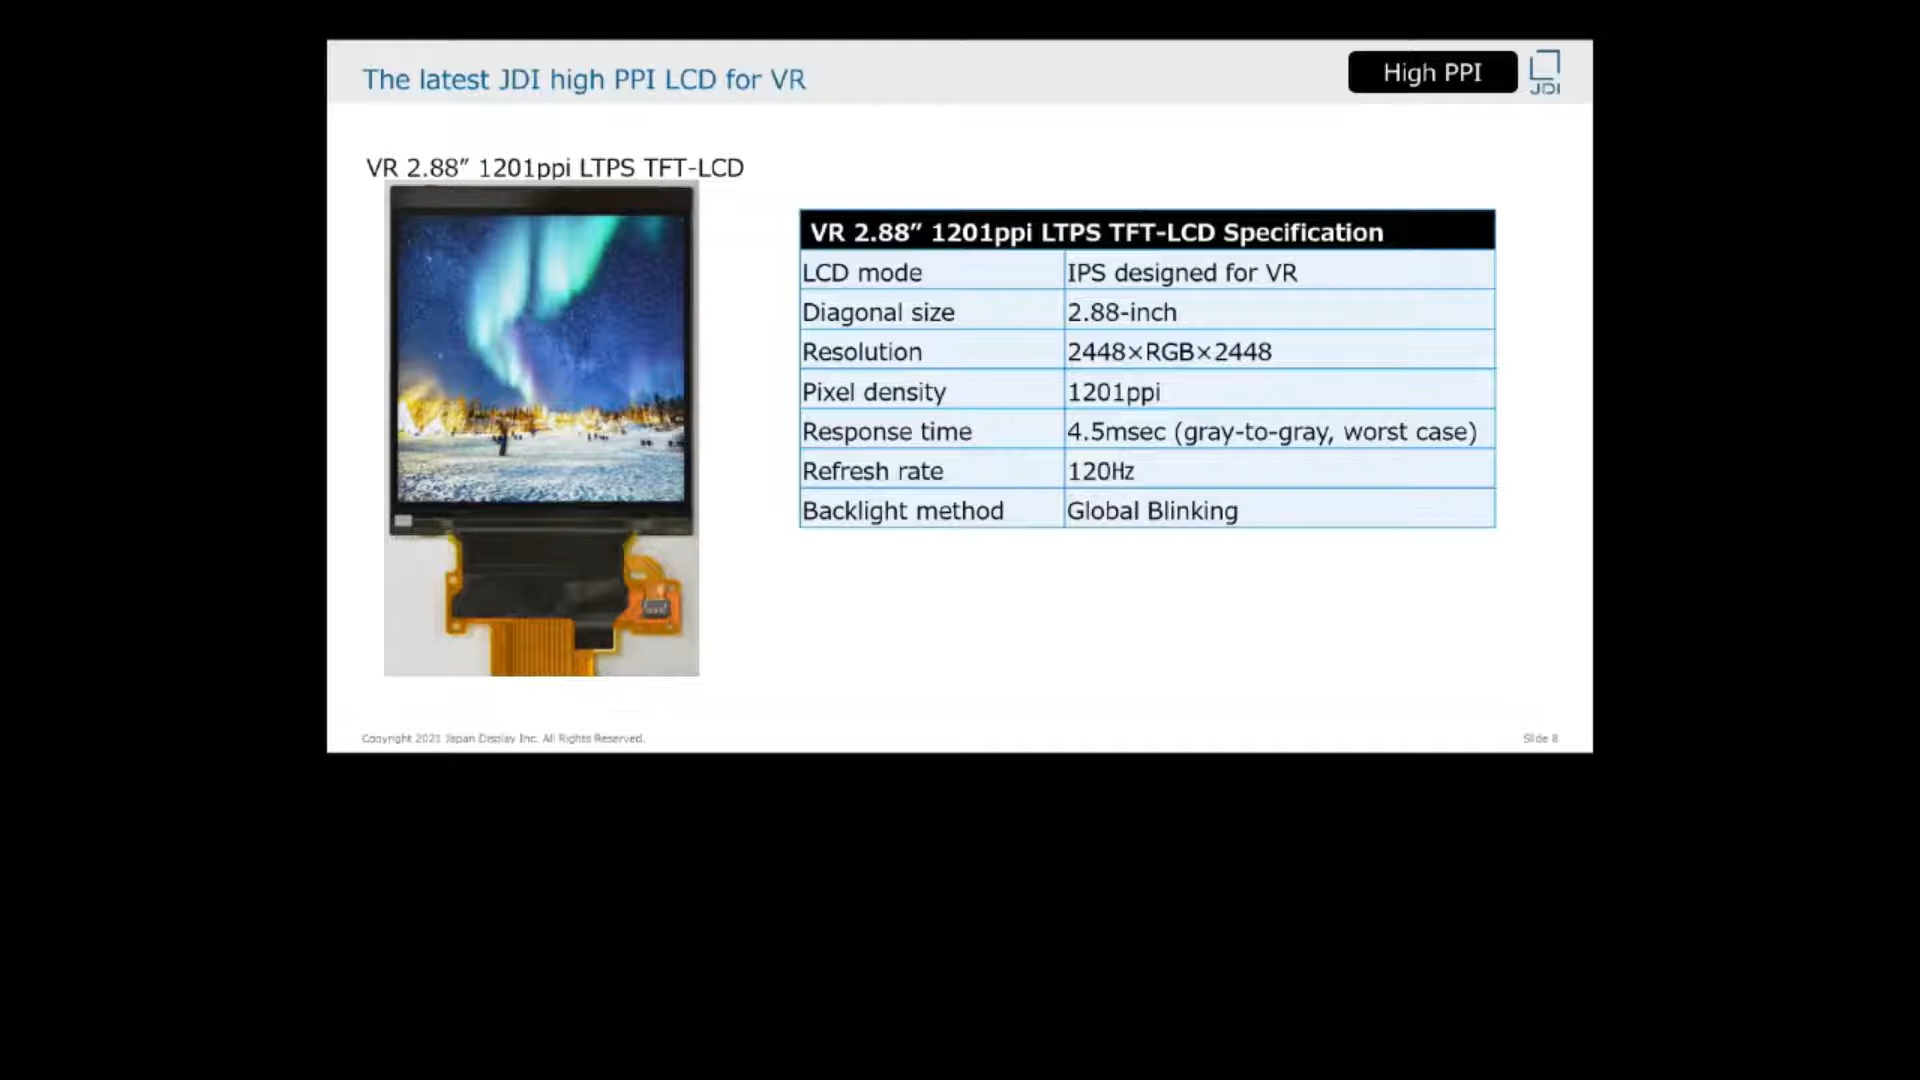 The latest JDI high PPI LCD for VR
High PPI
JDI
VR 2.88” 1201ppi LTPS TFT-LCD
VR 2.88” 1201ppi LTPS TFT-LCD Specification
LCD mode IPS designed for VR
Diagonal size 2.88-inch
Resolution 2448×RGB×2448
Pixel density 1201ppi
Response time 4.5msec (gray-to-gray, worst case)
Refresh rate 120Hz
Backlight method Global Blinking
Copyright 2021 Japan Display Inc. All Rights Reserved.
Slide 8